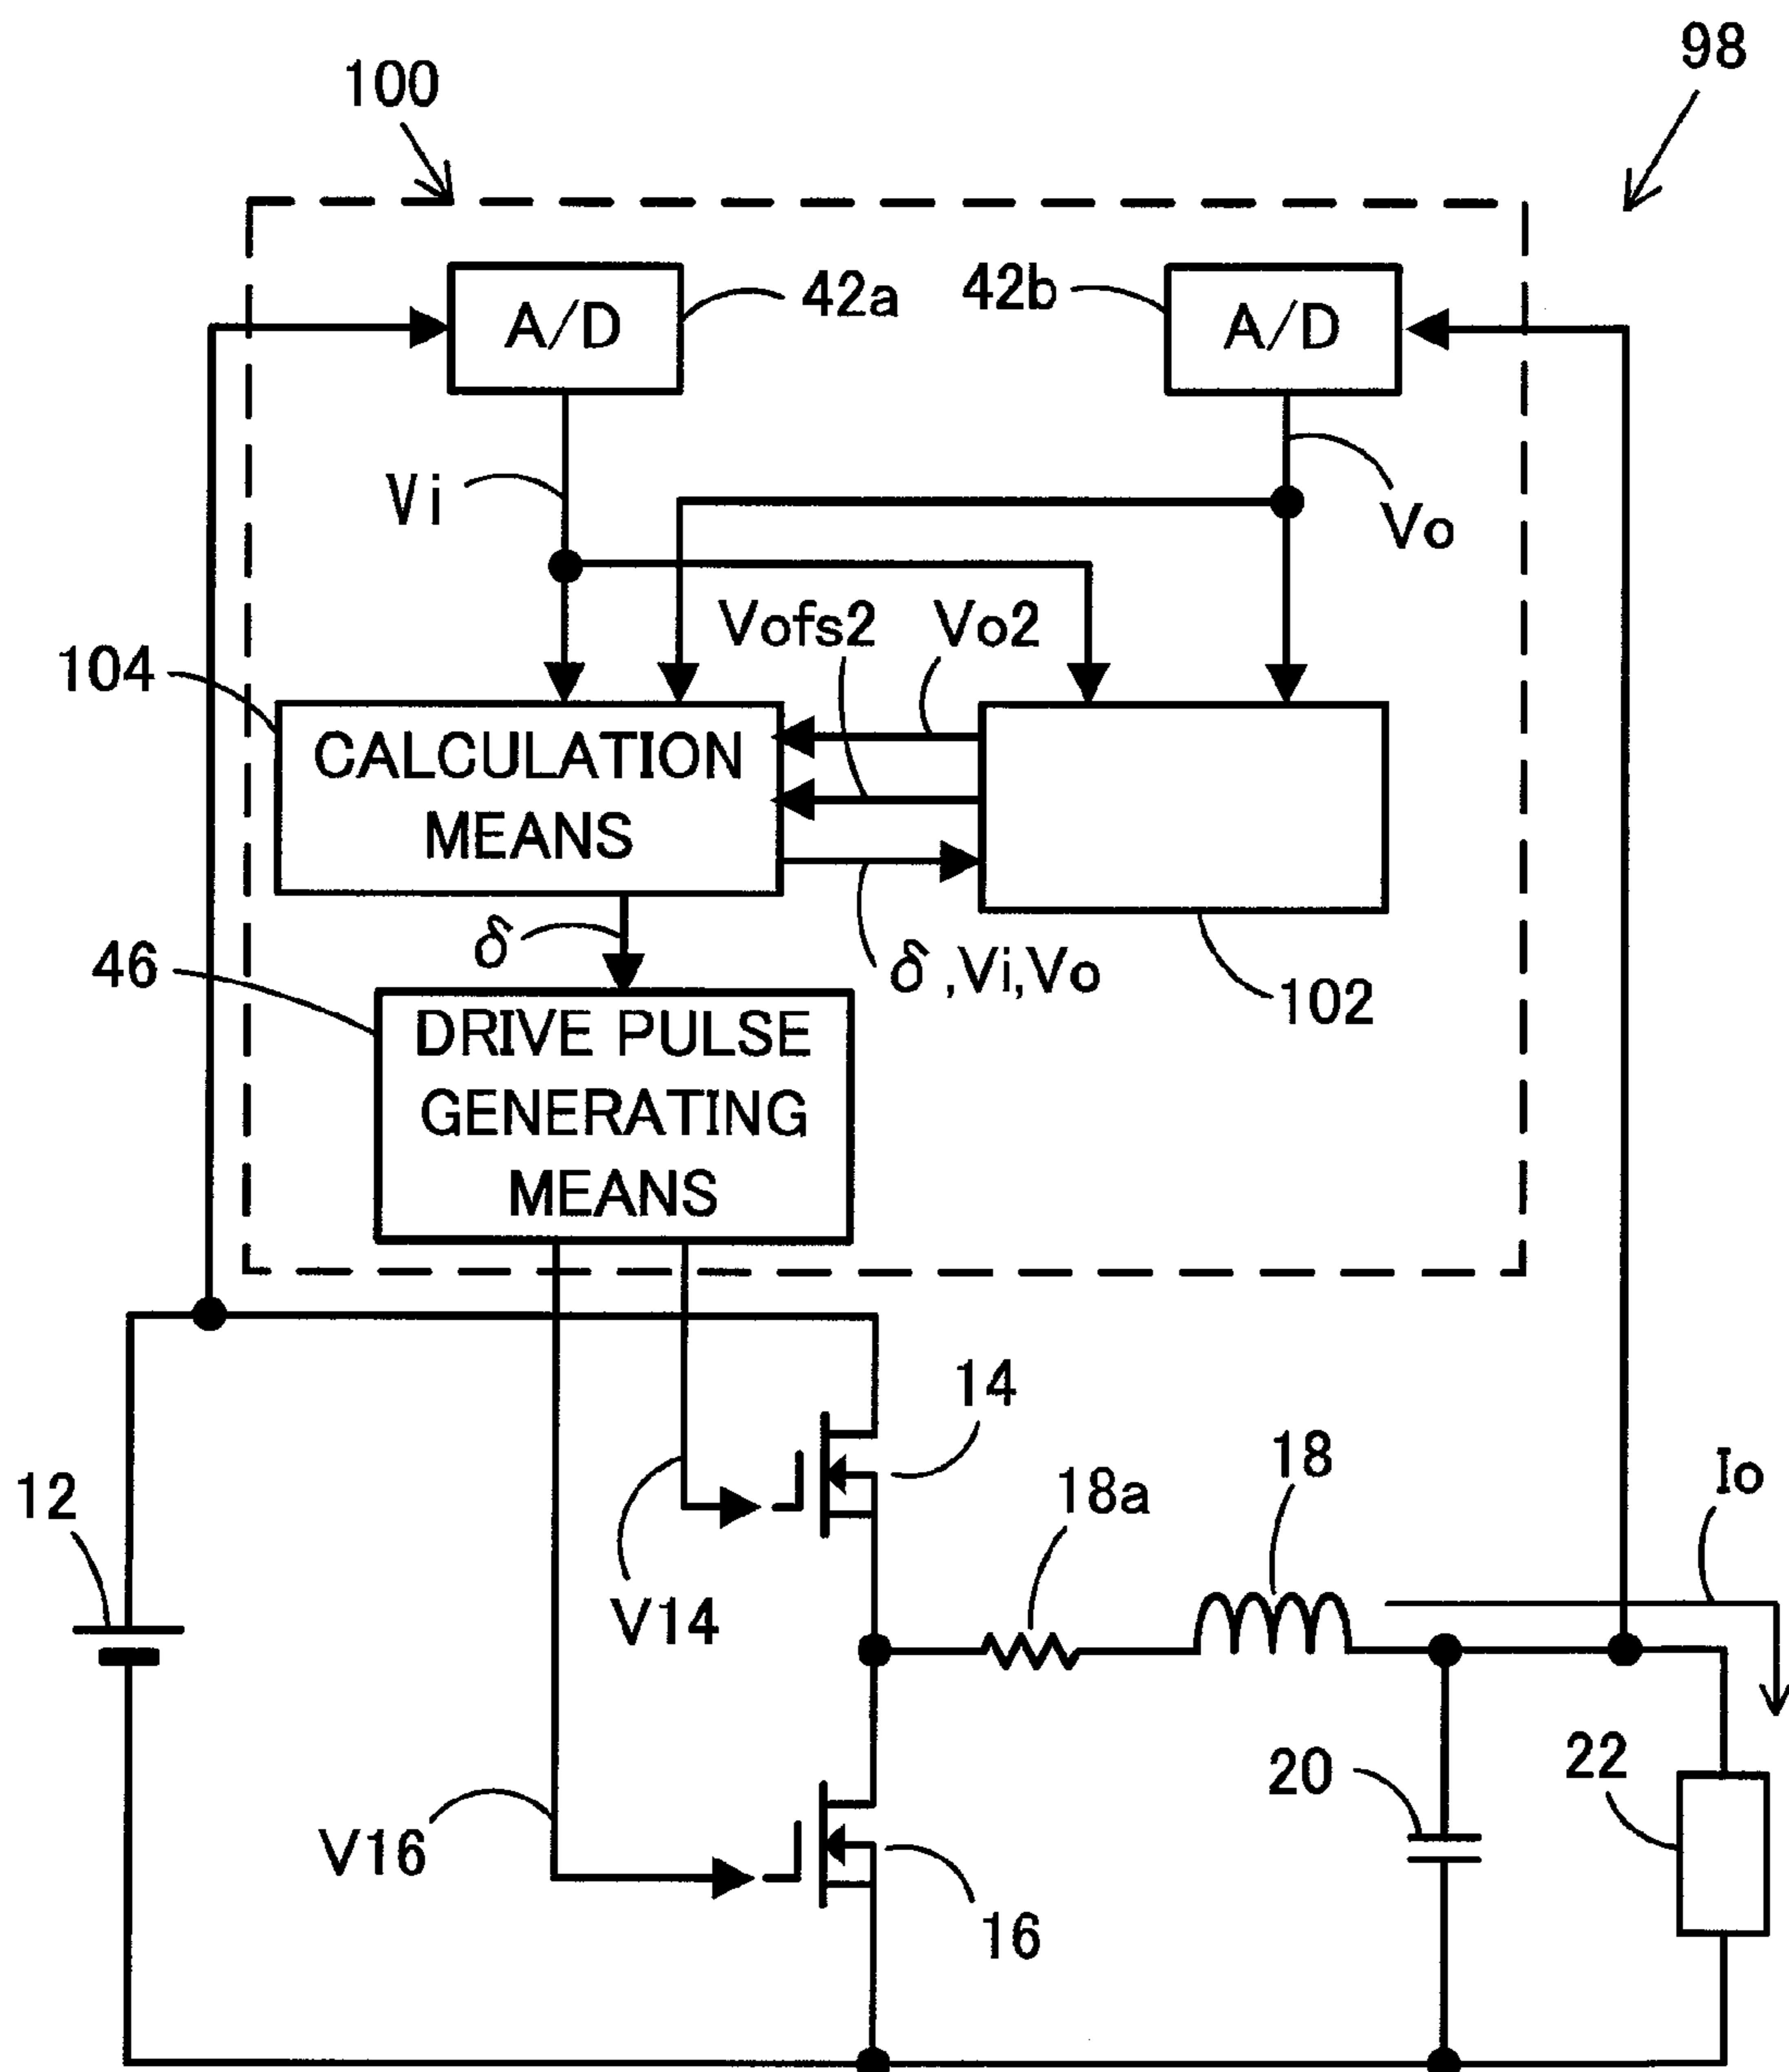 98
100
A/D
42a
42b
A/D
Vi
Vo
Vofs2
Vo2
104
CALCULATION
MEANS
δ
δ,Vi,Vo
102
46
DRIVE PULSE
GENERATING
MEANS
14
12
18a
18
Io
V14
20
22
V16
16